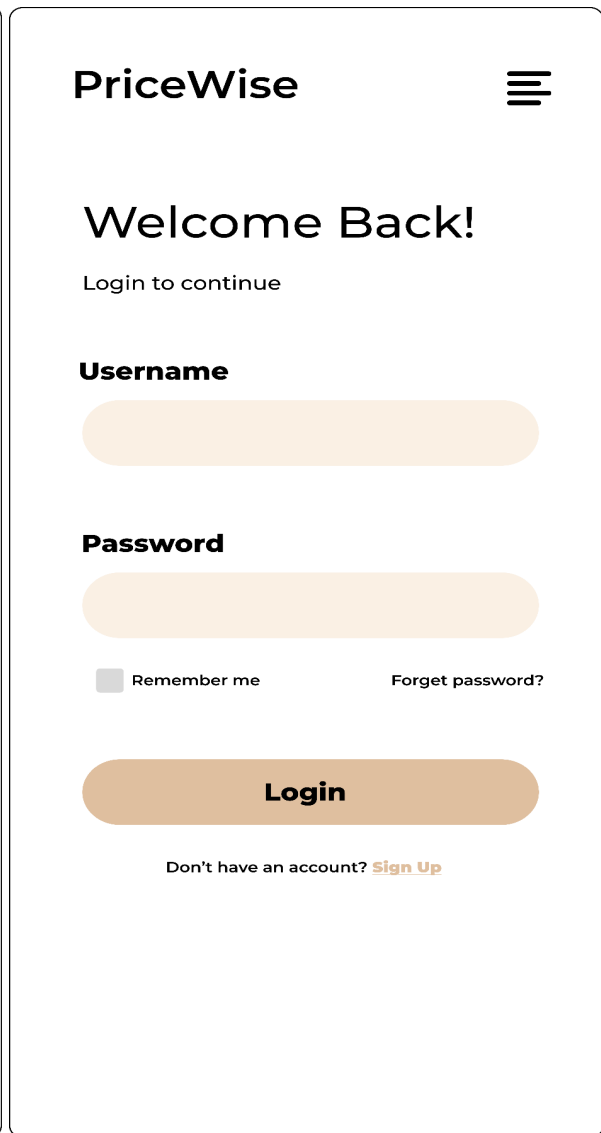 PriceWise
Welcome Back!
Login to continue
Username
Password
Remember me
Forget password?
Login
Don’t have an account? Sign Up